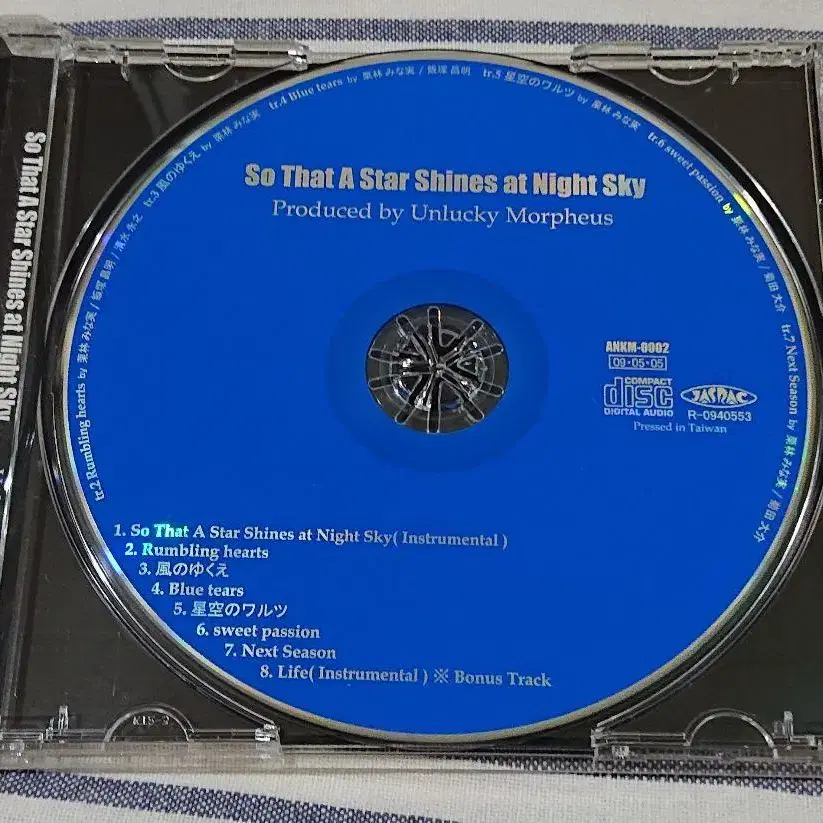 So That A Star Shines at Night Sky
So That A Star Shines at Night Sky
Produced by Unlucky Morpheus
tr.2 Rumbling hearts by 栗林 みな実 / 飯塚 昌明 / 清水 永之
tr.3 風のゆくえ by 栗林 みな実
tr.4 Blue tears by 栗林 みな実 / 飯塚 昌明
tr.5 星空のワルツ by 栗林 みな実
tr.6 sweet passion by 栗林 みな実 / 菊田 大介
tr.7 Next Season by 栗林 みな実 / 菊田 大介
ANKM-0002
09・05・05
COMPACT
disc
DIGITAL AUDIO
JASRAC
R-0940553
Pressed in Taiwan
1. So That A Star Shines at Night Sky( Instrumental )
2. Rumbling hearts
3. 風のゆくえ
4. Blue tears
5. 星空のワルツ
6. sweet passion
7. Next Season
8. Life( Instrumental ) ※ Bonus Track